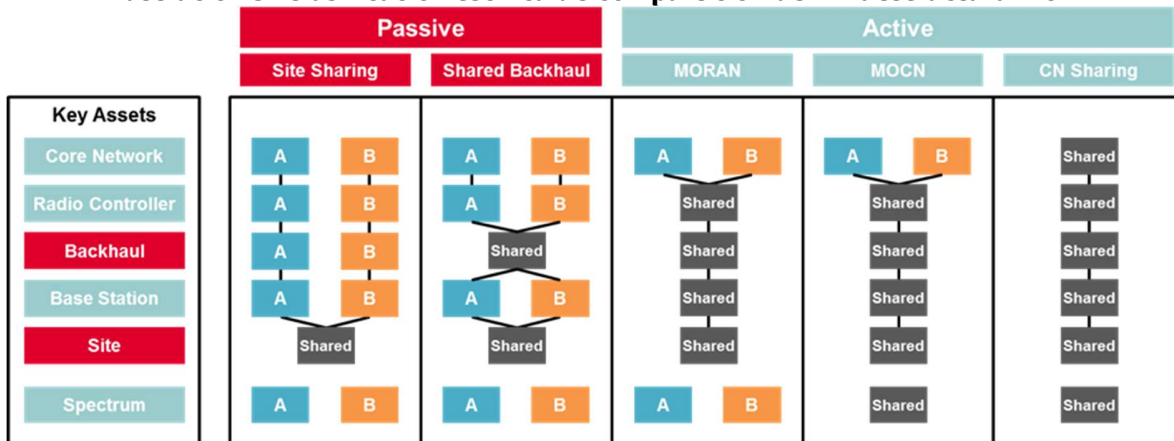 Passive Active
Site Sharing Shared Backhaul MORAN MOCN CN Sharing
Key Assets
Core Network A B A B A B A B Shared
Radio Controller A B A B Shared Shared Shared
Backhaul A B Shared Shared Shared Shared
Base Station A B A B Shared Shared Shared
Site Shared Shared Shared Shared Shared
Spectrum A B A B A B Shared Shared